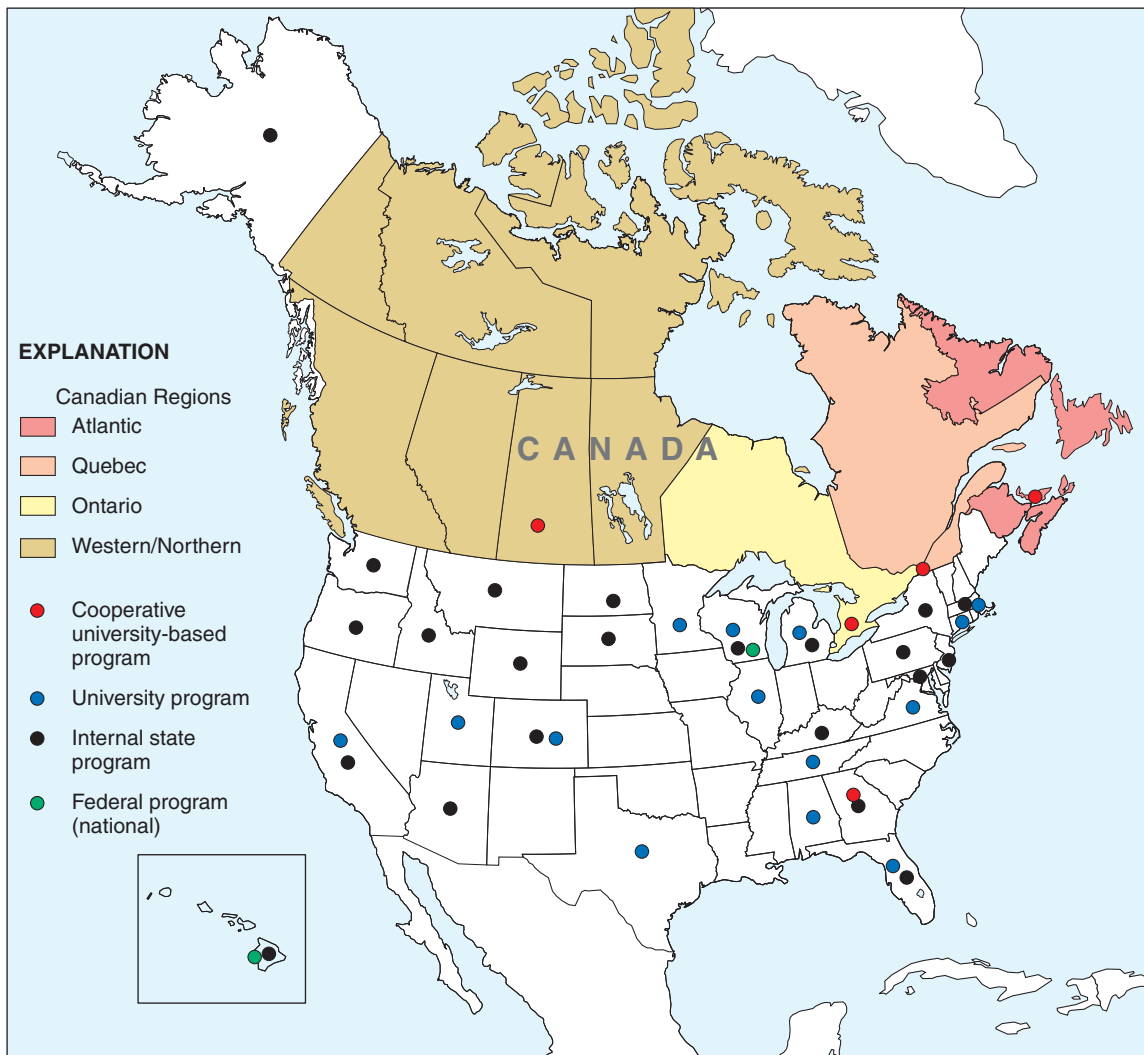 EXPLANATION
Canadian Regions
Atlantic
Quebec
Ontario
Western/Northern
Cooperative
university-based
program
University program
Internal state
program
Federal program
(national)
CANADA